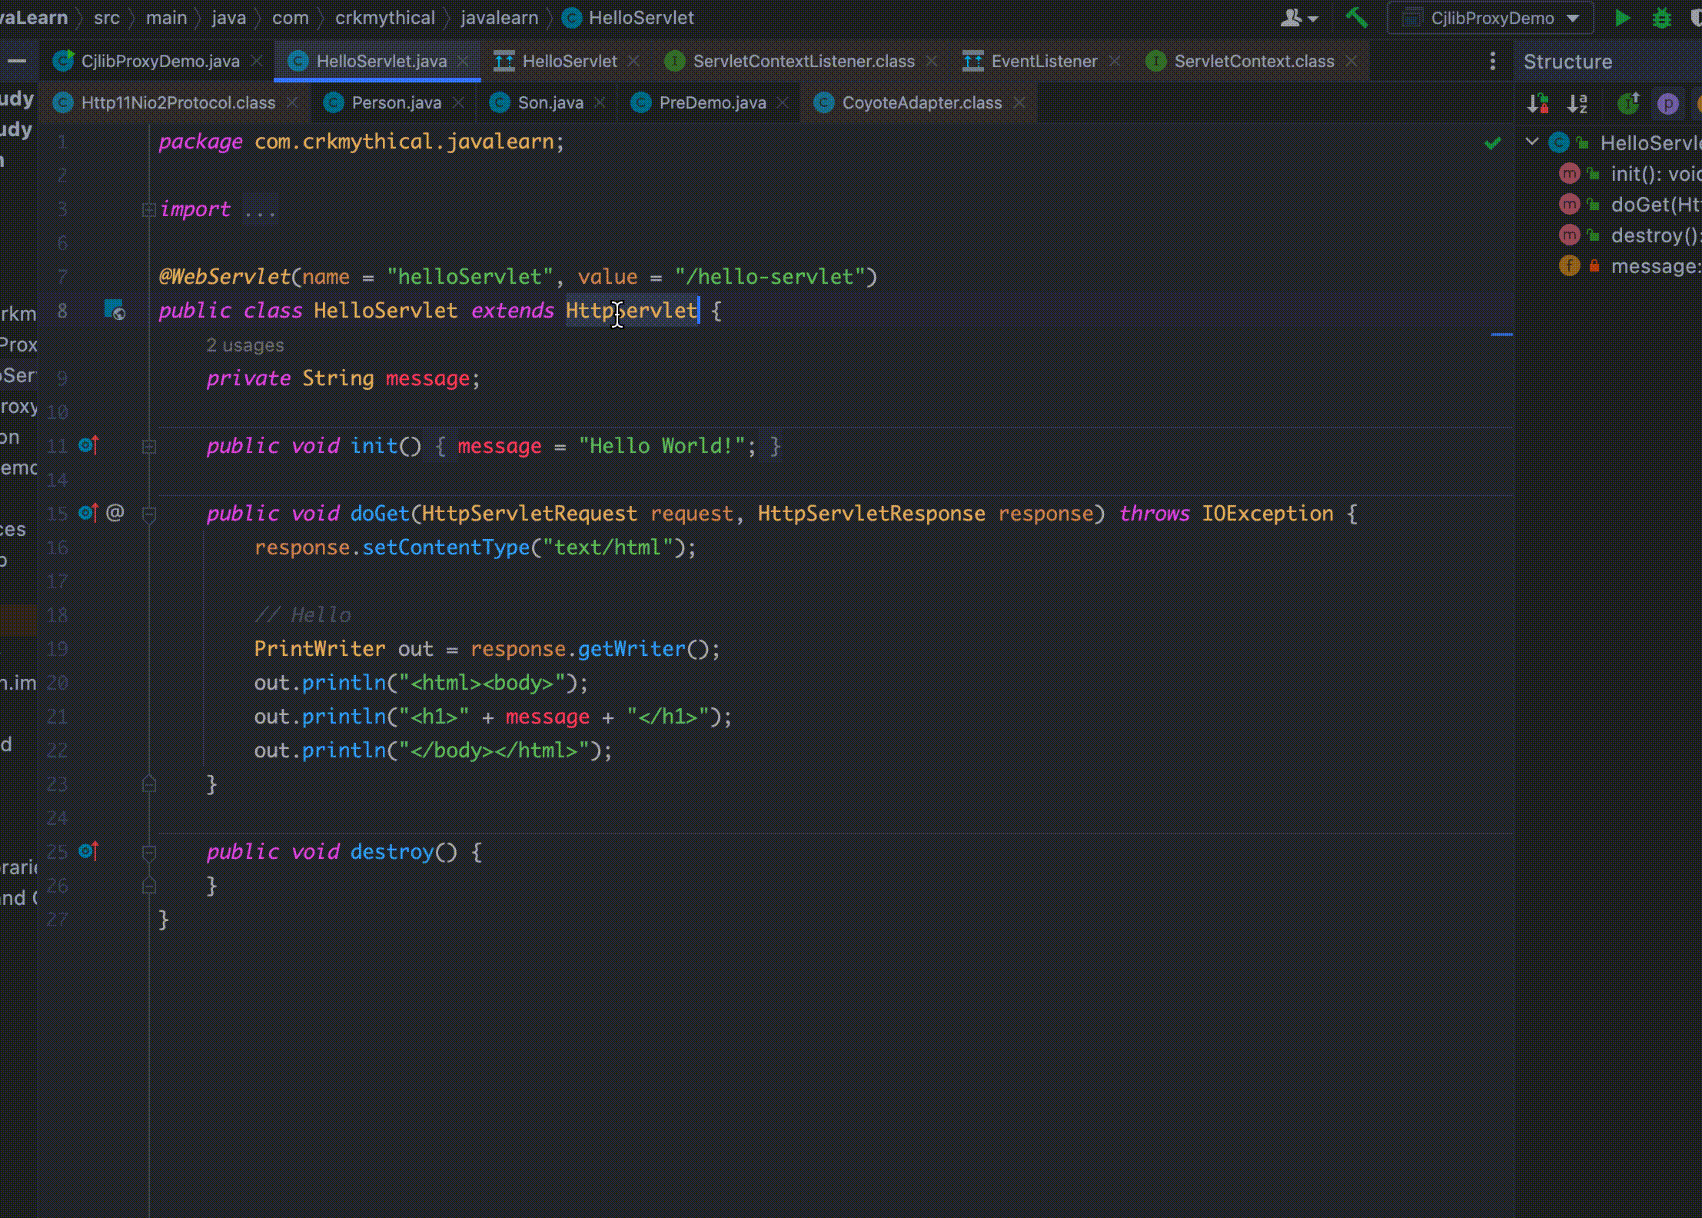 vaLearn src main java com crkmythical javalearn HelloServlet CjlibProxyDemo
CjlibProxyDemo.java HelloServlet.java HelloServlet ServletContextListener.class EventListener ServletContext.class Structure
Http11Nio2Protocol.class Person.java Son.java PreDemo.java CoyoteAdapter.class
udy
udy
n
rkm
Prox
oSer
roxy
on
emo
ces
p
n.im
d
rarie
nd C
1 package com.crkmythical.javalearn;
2
3 import ...
6
7 @WebServlet(name = "helloServlet", value = "/hello-servlet")
8 public class HelloServlet extends HttpServlet {
2 usages
9 private String message;
10
11 public void init() { message = "Hello World!"; }
14
15 @ public void doGet(HttpServletRequest request, HttpServletResponse response) throws IOException {
16 response.setContentType("text/html");
17
18 // Hello
19 PrintWriter out = response.getWriter();
20 out.println("<html><body>");
21 out.println("<h1>" + message + "</h1>");
22 out.println("</body></html>");
23 }
24
25 public void destroy() {
26 }
27 }
HelloServle
init(): void
doGet(Ht
destroy():
message: